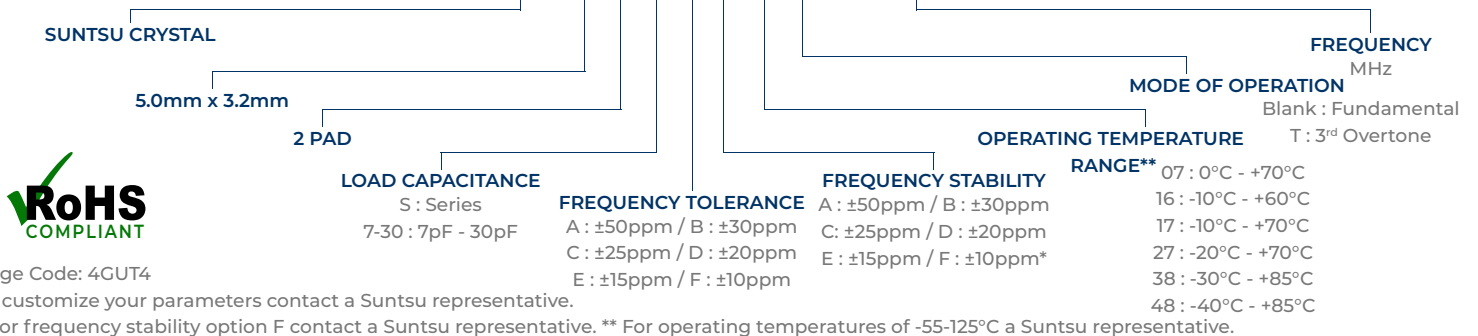 SUNTSU CRYSTAL
5.0mm x 3.2mm
2 PAD
LOAD CAPACITANCE
S : Series
7-30 : 7pF - 30pF
FREQUENCY TOLERANCE
A : ±50ppm / B : ±30ppm
C : ±25ppm / D : ±20ppm
E : ±15ppm / F : ±10ppm
FREQUENCY STABILITY
A : ±50ppm / B : ±30ppm
C: ±25ppm / D : ±20ppm
E : ±15ppm / F : ±10ppm*
OPERATING TEMPERATURE
RANGE**
07 : 0°C - +70°C
16 : -10°C - +60°C
17 : -10°C - +70°C
27 : -20°C - +70°C
38 : -30°C - +85°C
48 : -40°C - +85°C
MODE OF OPERATION
Blank : Fundamental
T : 3rd Overtone
FREQUENCY
MHz
RoHS
COMPLIANT
ge Code: 4GUT4
customize your parameters contact a Suntsu representative.
or frequency stability option F contact a Suntsu representative. ** For operating temperatures of -55-125°C a Suntsu representative.